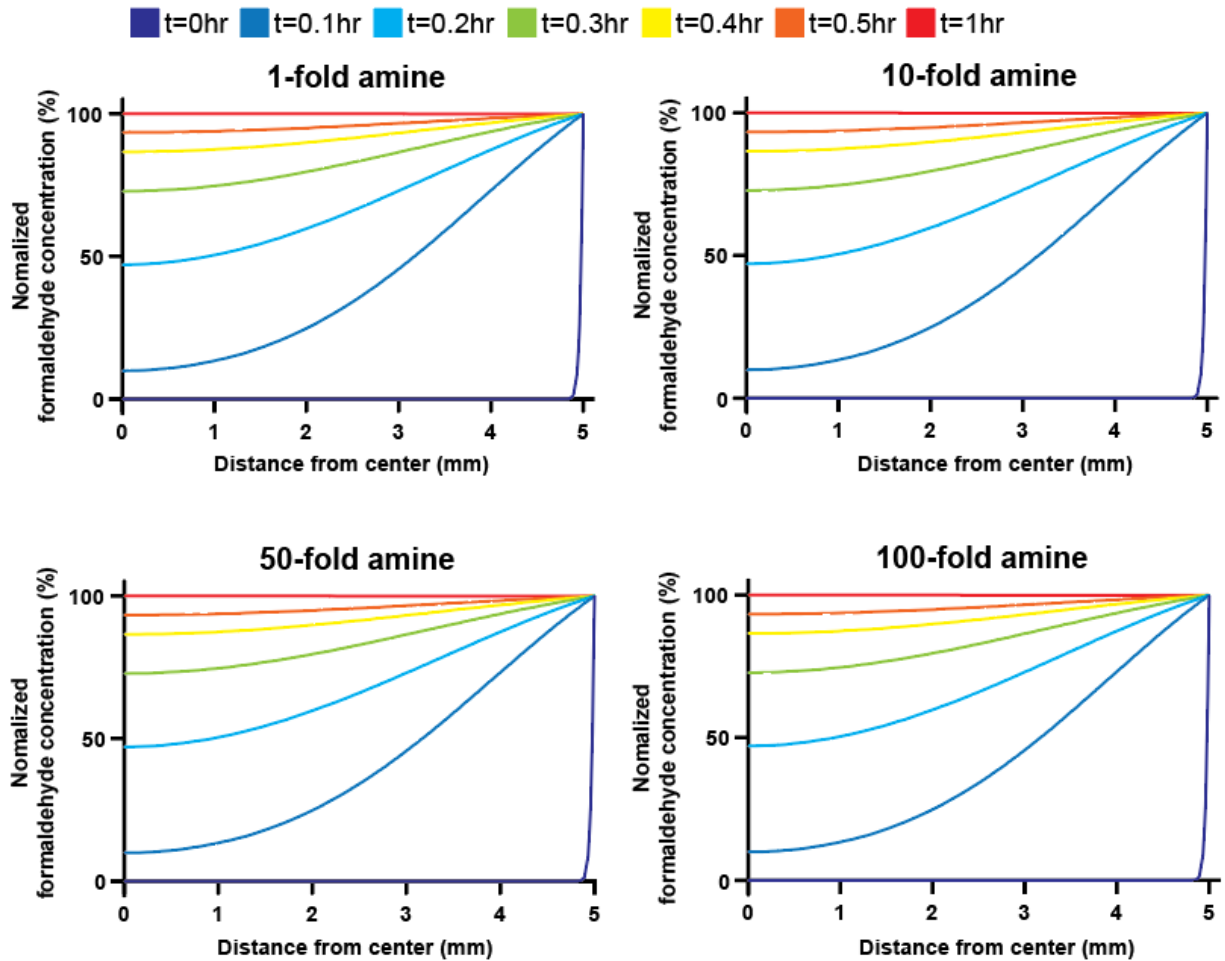 t=0hr t=0.1hr t=0.2hr t=0.3hr t=0.4hr t=0.5hr t=1hr
1-fold amine
Nomalized
formaldehyde concentration (%)
100
50
0
0 1 2 3 4 5
Distance from center (mm)
10-fold amine
Nomalized
formaldehyde concentration (%)
100
50
0
0 1 2 3 4 5
Distance from center (mm)
50-fold amine
Nomalized
formaldehyde concentration (%)
100
50
0
0 1 2 3 4 5
Distance from center (mm)
100-fold amine
Nomalized
formaldehyde concentration (%)
100
50
0
0 1 2 3 4 5
Distance from center (mm)